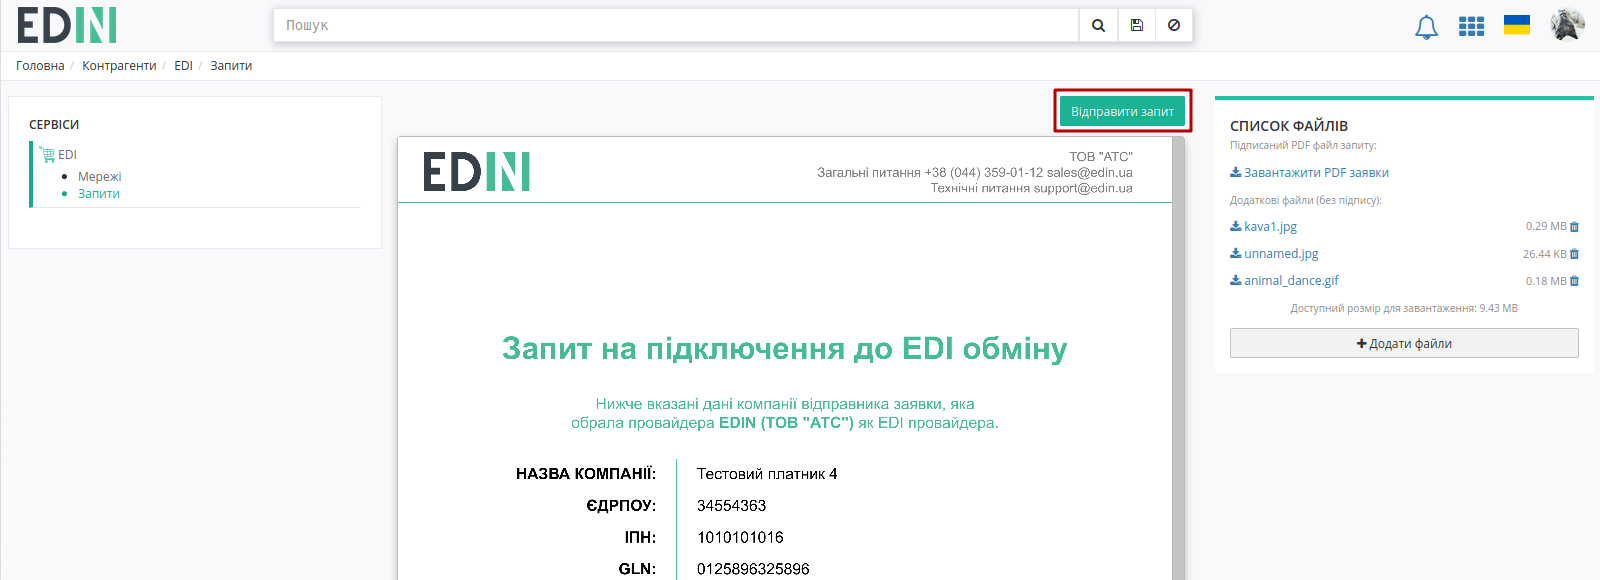 EDIN
Пошук
Головна / Контрагенти / EDI / Запити
СЕРВІСИ
EDI
Мережі
Запити
Відправити запит
EDIN
ТОВ "АТС"
Загальні питання +38 (044) 359-01-12 sales@edin.ua
Технічні питання support@edin.ua
Запит на підключення до EDI обміну
Нижче вказані дані компанії відправника заявки, яка
обрала провайдера EDIN (ТОВ "АТС") як EDI провайдера.
НАЗВА КОМПАНІЇ: Тестовий платник 4
ЄДРПОУ: 34554363
ІПН: 1010101016
GLN: 0125896325896
СПИСОК ФАЙЛІВ
Підписаний PDF файл запиту:
Завантажити PDF заявки
Додаткові файли (без підпису):
kava1.jpg 0.29 MB
unnamed.jpg 26.44 KB
animal_dance.gif 0.18 MB
Доступний розмір для завантаження: 9.43 MB
Додати файли